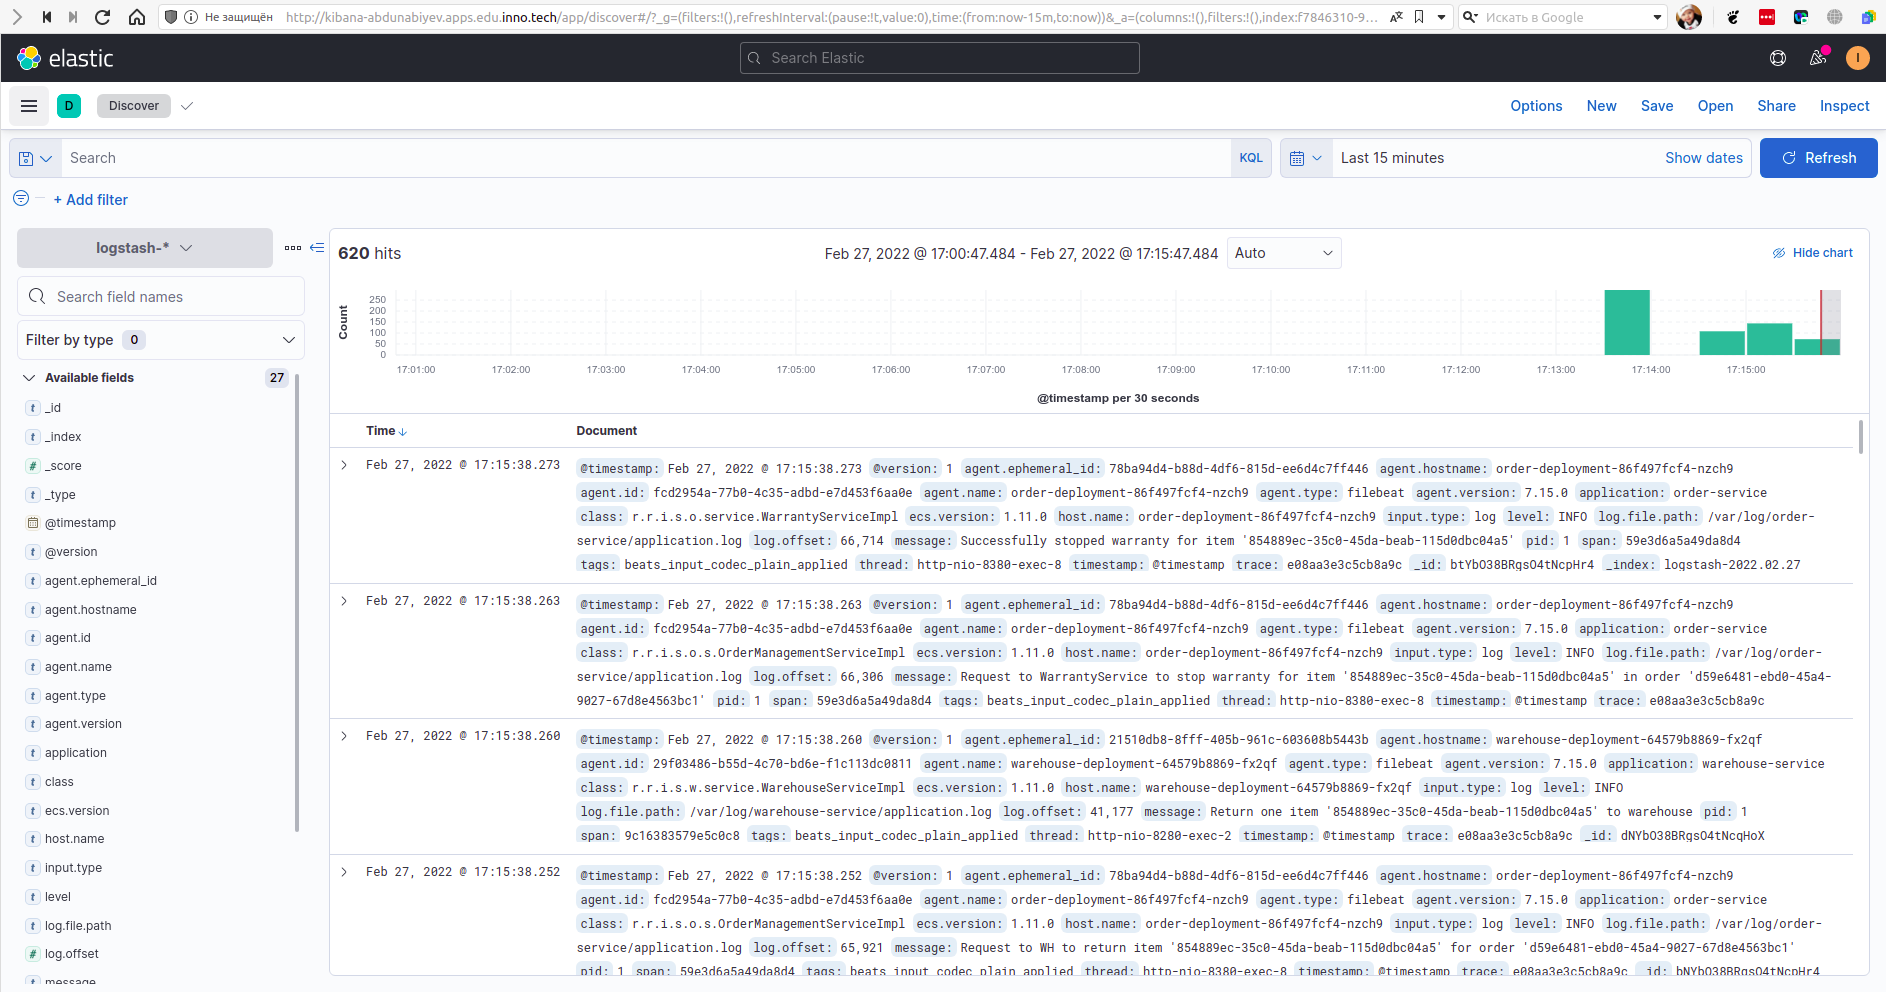 Не защищён http://kibana-abdunabiyev.apps.edu.inno.tech/app/discover#/?_g=(filters:!(),refreshInterval:(pause:!t,value:0),time:(from:now-15m,to:now))&_a=(columns:!(),filters:!(),index:f7846310-9… Искать в Google
elastic Search Elastic I
D Discover Options New Save Open Share Inspect
Search KQL Last 15 minutes Show dates Refresh
+ Add filter
logstash-*
620 hits Feb 27, 2022 @ 17:00:47.484 - Feb 27, 2022 @ 17:15:47.484 Auto Hide chart
Search field names
Filter by type 0
Available fields 27
t _id
t _index
# _score
t _type
@timestamp
t @version
t agent.ephemeral_id
t agent.hostname
t agent.id
t agent.name
t agent.type
t agent.version
t application
t class
t ecs.version
t host.name
t input.type
t level
t log.file.path
# log.offset
t message
Count
250
200
150
100
50
0
17:01:00 17:02:00 17:03:00 17:04:00 17:05:00 17:06:00 17:07:00 17:08:00 17:09:00 17:10:00 17:11:00 17:12:00 17:13:00 17:14:00 17:15:00
@timestamp per 30 seconds
Time Document
Feb 27, 2022 @ 17:15:38.273 @timestamp: Feb 27, 2022 @ 17:15:38.273 @version: 1 agent.ephemeral_id: 78ba94d4-b88d-4df6-815d-ee6d4c7ff446 agent.hostname: order-deployment-86f497fcf4-nzch9
agent.id: fcd2954a-77b0-4c35-adbd-e7d453f6aa0e agent.name: order-deployment-86f497fcf4-nzch9 agent.type: filebeat agent.version: 7.15.0 application: order-service
class: r.r.i.s.o.service.WarrantyServiceImpl ecs.version: 1.11.0 host.name: order-deployment-86f497fcf4-nzch9 input.type: log level: INFO log.file.path: /var/log/order-
service/application.log log.offset: 66,714 message: Successfully stopped warranty for item '854889ec-35c0-45da-beab-115d0dbc04a5' pid: 1 span: 59e3d6a5a49da8d4
tags: beats_input_codec_plain_applied thread: http-nio-8380-exec-8 timestamp: @timestamp trace: e08aa3e3c5cb8a9c _id: btYbO38BRgsO4tNcpHr4 _index: logstash-2022.02.27
Feb 27, 2022 @ 17:15:38.263 @timestamp: Feb 27, 2022 @ 17:15:38.263 @version: 1 agent.ephemeral_id: 78ba94d4-b88d-4df6-815d-ee6d4c7ff446 agent.hostname: order-deployment-86f497fcf4-nzch9
agent.id: fcd2954a-77b0-4c35-adbd-e7d453f6aa0e agent.name: order-deployment-86f497fcf4-nzch9 agent.type: filebeat agent.version: 7.15.0 application: order-service
class: r.r.i.s.o.s.OrderManagementServiceImpl ecs.version: 1.11.0 host.name: order-deployment-86f497fcf4-nzch9 input.type: log level: INFO log.file.path: /var/log/order-
service/application.log log.offset: 66,306 message: Request to WarrantyService to stop warranty for item '854889ec-35c0-45da-beab-115d0dbc04a5' in order 'd59e6481-ebd0-45a4-
9027-67d8e4563bc1' pid: 1 span: 59e3d6a5a49da8d4 tags: beats_input_codec_plain_applied thread: http-nio-8380-exec-8 timestamp: @timestamp trace: e08aa3e3c5cb8a9c
Feb 27, 2022 @ 17:15:38.260 @timestamp: Feb 27, 2022 @ 17:15:38.260 @version: 1 agent.ephemeral_id: 21510db8-8fff-405b-961c-603608b5443b agent.hostname: warehouse-deployment-64579b8869-fx2qf
agent.id: 29f03486-b55d-4c70-bd6e-f1c113dc0811 agent.name: warehouse-deployment-64579b8869-fx2qf agent.type: filebeat agent.version: 7.15.0 application: warehouse-service
class: r.r.i.s.w.service.WarehouseServiceImpl ecs.version: 1.11.0 host.name: warehouse-deployment-64579b8869-fx2qf input.type: log level: INFO
log.file.path: /var/log/warehouse-service/application.log log.offset: 41,177 message: Return one item '854889ec-35c0-45da-beab-115d0dbc04a5' to warehouse pid: 1
span: 9c16383579e5c0c8 tags: beats_input_codec_plain_applied thread: http-nio-8280-exec-2 timestamp: @timestamp trace: e08aa3e3c5cb8a9c _id: dNYbO38BRgsO4tNcqHoX
Feb 27, 2022 @ 17:15:38.252 @timestamp: Feb 27, 2022 @ 17:15:38.252 @version: 1 agent.ephemeral_id: 78ba94d4-b88d-4df6-815d-ee6d4c7ff446 agent.hostname: order-deployment-86f497fcf4-nzch9
agent.id: fcd2954a-77b0-4c35-adbd-e7d453f6aa0e agent.name: order-deployment-86f497fcf4-nzch9 agent.type: filebeat agent.version: 7.15.0 application: order-service
class: r.r.i.s.o.s.OrderManagementServiceImpl ecs.version: 1.11.0 host.name: order-deployment-86f497fcf4-nzch9 input.type: log level: INFO log.file.path: /var/log/order-
service/application.log log.offset: 65,921 message: Request to WH to return item '854889ec-35c0-45da-beab-115d0dbc04a5' for order 'd59e6481-ebd0-45a4-9027-67d8e4563bc1'
pid: 1 span: 59e3d6a5a49da8d4 tags: beats_input_codec_plain_applied thread: http-nio-8380-exec-8 timestamp: @timestamp trace: e08aa3e3c5cb8a9c _id: bNYbO38BRgsO4tNcpHr4